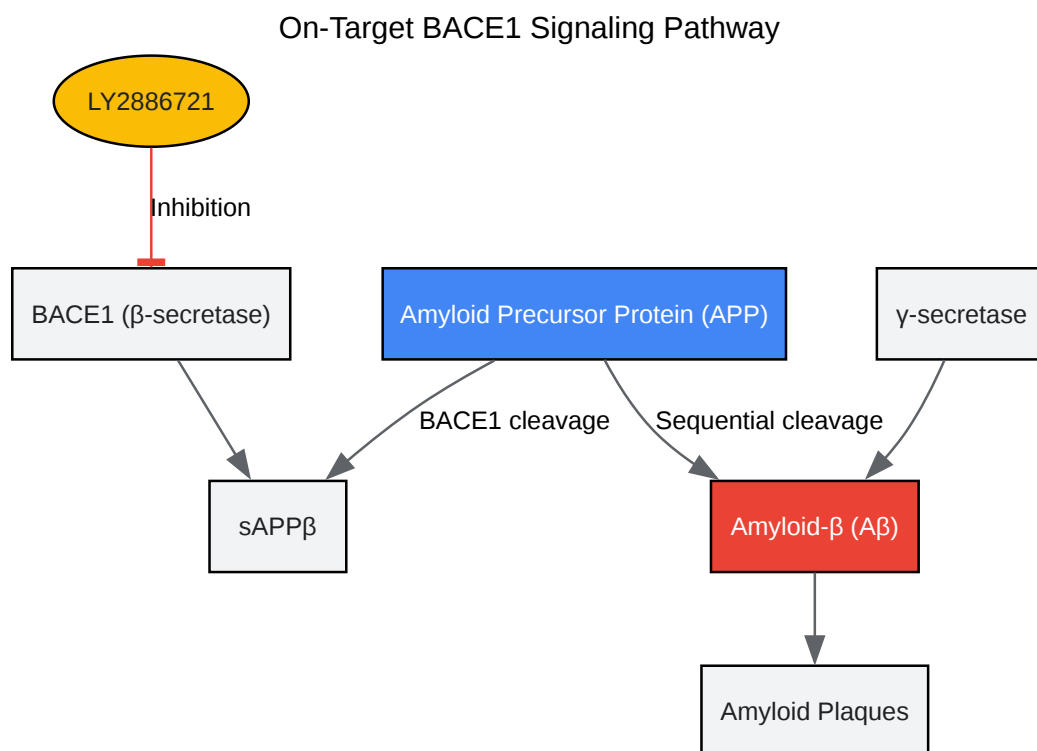 On-Target BACE1 Signaling Pathway
LY2886721
Inhibition
BACE1 (β-secretase)
Amyloid Precursor Protein (APP)
γ-secretase
BACE1 cleavage
Sequential cleavage
sAPPβ
Amyloid-β (Aβ)
Amyloid Plaques